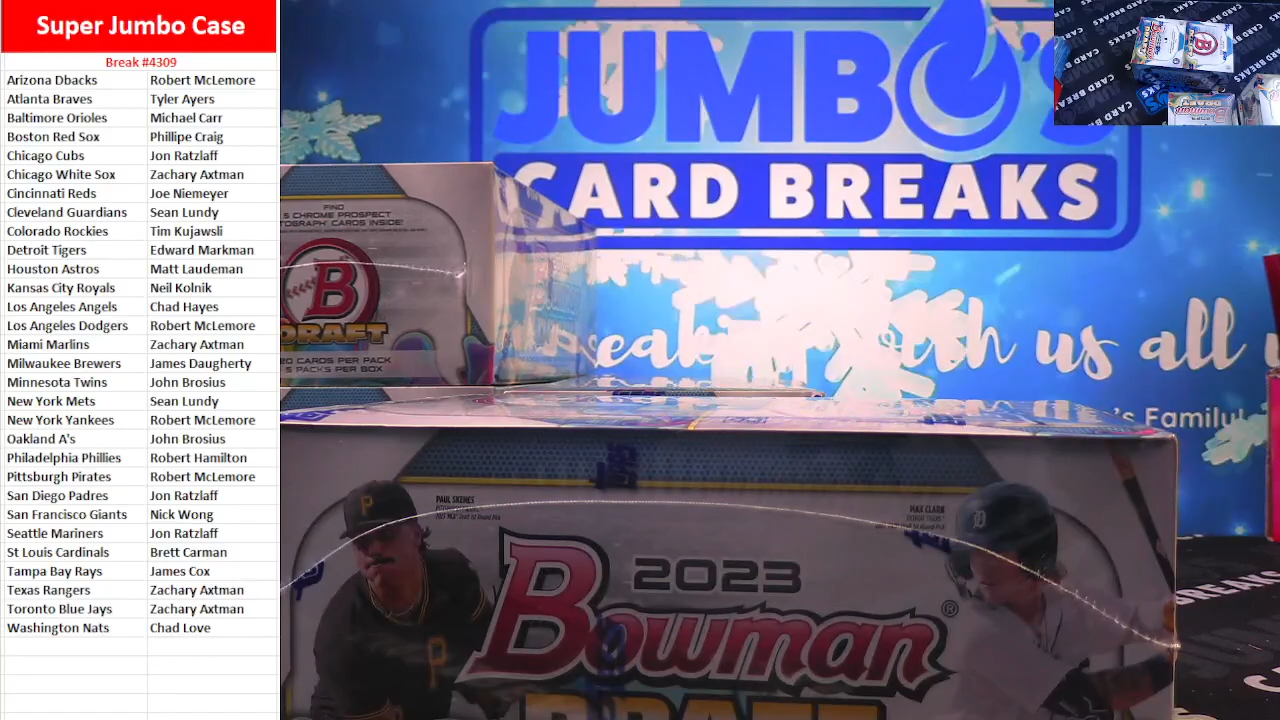 Super Jumbo Case
Break #4309
Arizona Dbacks Robert McLemore
Atlanta Braves Tyler Ayers
Baltimore Orioles Michael Carr
Boston Red Sox Phillipe Craig
Chicago Cubs Jon Ratzlaff
Chicago White Sox Zachary Axtman
Cincinnati Reds Joe Niemeyer
Cleveland Guardians Sean Lundy
Colorado Rockies Tim Kujawsli
Detroit Tigers Edward Markman
Houston Astros Matt Laudeman
Kansas City Royals Neil Kolnik
Los Angeles Angels Chad Hayes
Los Angeles Dodgers Robert McLemore
Miami Marlins Zachary Axtman
Milwaukee Brewers James Daugherty
Minnesota Twins John Brosius
New York Mets Sean Lundy
New York Yankees Robert McLemore
Oakland A's John Brosius
Philadelphia Phillies Robert Hamilton
Pittsburgh Pirates Robert McLemore
San Diego Padres Jon Ratzlaff
San Francisco Giants Nick Wong
Seattle Mariners Jon Ratzlaff
St Louis Cardinals Brett Carman
Tampa Bay Rays James Cox
Texas Rangers Zachary Axtman
Toronto Blue Jays Zachary Axtman
Washington Nats Chad Love
JUMBO'S
CARD BREAKS
us all
's Family!
FIND
5 CHROME PROSPECT
CARDS INSIDE!
B
DRAFT
20 CARDS PER PACK
PACKS PER BOX
PAUL SKENES
MAX CLARK
2023
Bowman®
DRAFT
BREAKS
CARD BREAKS